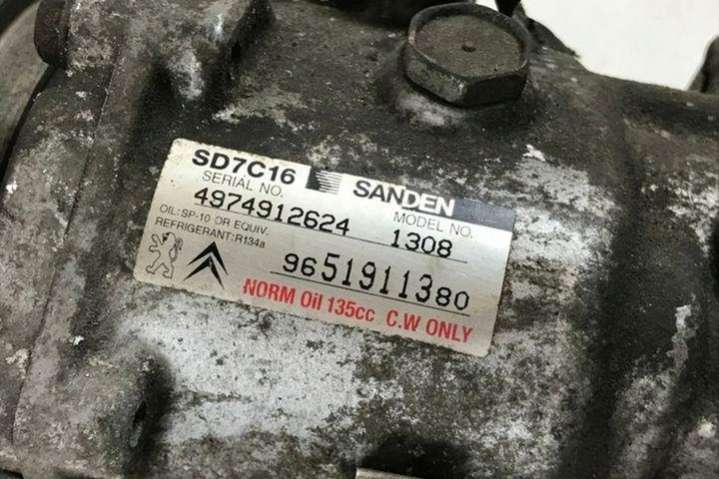 SD7C16 SANDEN
SERIAL NO. MODEL NO.
4974912624 1308
OIL:SP-10 OR EQUIV.
REFRIGERANT:R134a
9651911380
NORM Oil 135cc C.W ONLY